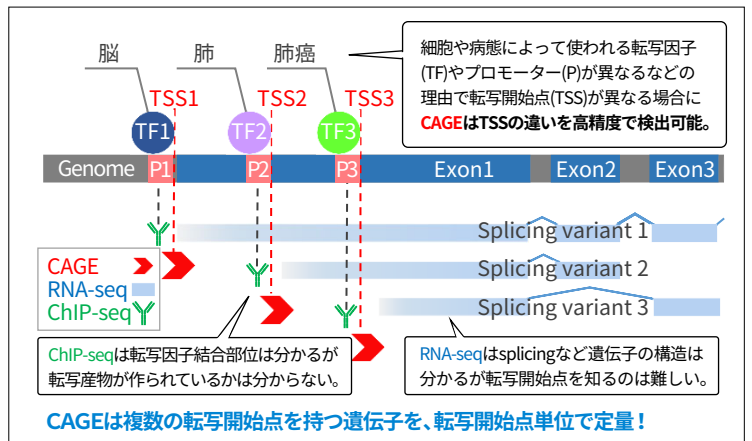 脳
肺
肺癌
細胞や病態によって使われる転写因子
(TF)やプロモーター(P)が異なるなどの
理由で転写開始点(TSS)が異なる場合に
CAGEはTSSの違いを高精度で検出可能。
TSS1
TSS2
TSS3
TF1
TF2
TF3
Genome
P1
P2
P3
Exon1
Exon2
Exon3
Splicing variant 1
Splicing variant 2
Splicing variant 3
CAGE
RNA-seq
ChIP-seq
ChIP-seqは転写因子結合部位は分かるが
転写産物が作られているかは分からない。
RNA-seqはsplicingなど遺伝子の構造は
分かるが転写開始点を知るのは難しい。
CAGEは複数の転写開始点を持つ遺伝子を、転写開始点単位で定量！